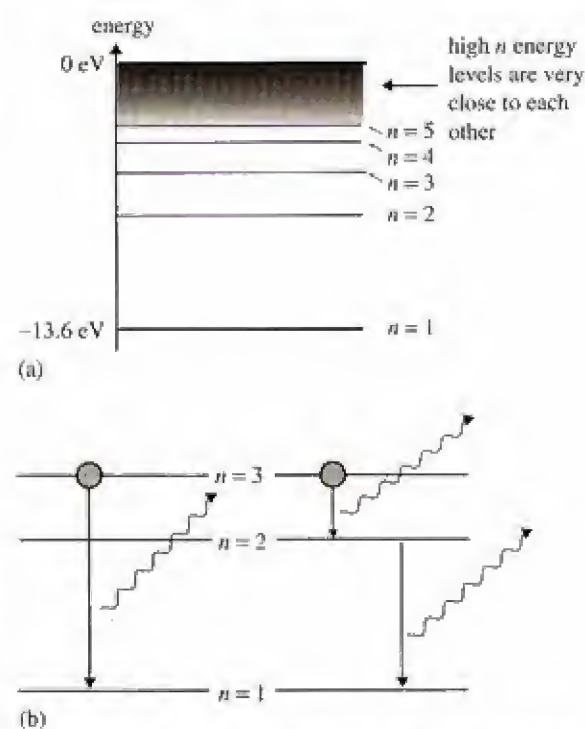 energy
0 eV
high n energy
levels are very
close to each
other
n = 5
n = 4
n = 3
n = 2
−13.6 eV
n = 1
(a)
n = 3
n = 2
n = 1
(b)